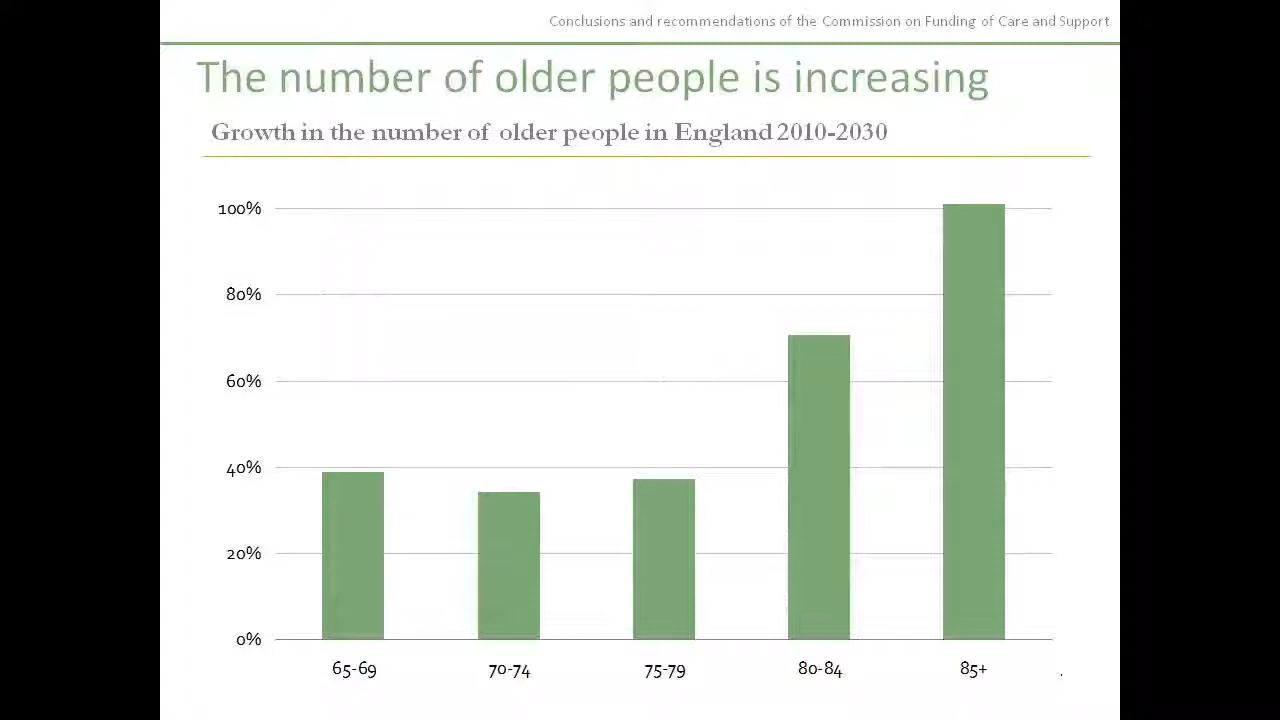 Conclusions and recommendations of the Commission on Funding of Care and Support
The number of older people is increasing
Growth in the number of older people in England 2010-2030
100%
80%
60%
40%
20%
0%
65-69 70-74 75-79 80-84 85+ .